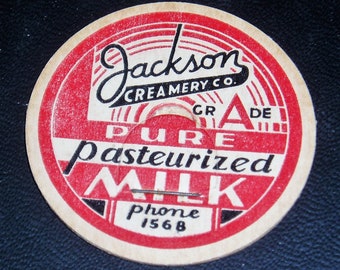 Jackson
CREAMERY CO.
GRADE
PURE
pasteurized
MILK
phone
1568